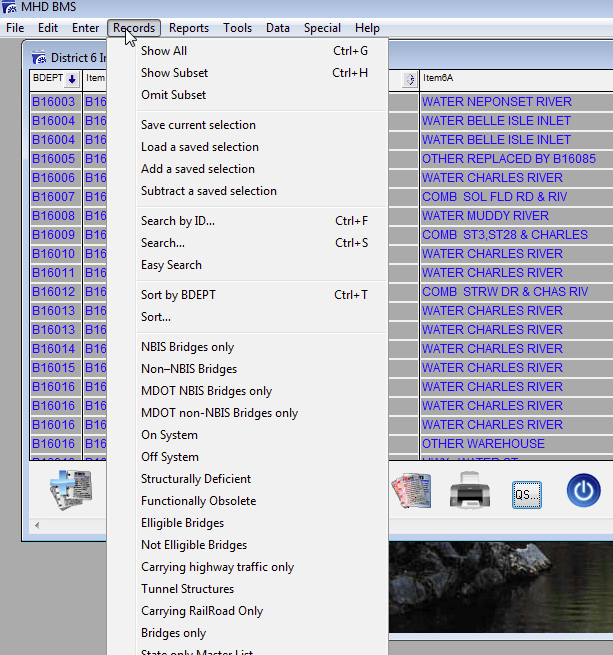 MHD BMS
File Edit Enter Records Reports Tools Data Special Help
District 6 In
BDEPT Item Item6A
B16003 B16 WATER NEPONSET RIVER
B16004 B16 WATER BELLE ISLE INLET
B16004 B16 WATER BELLE ISLE INLET
B16005 B16 OTHER REPLACED BY B16085
B16006 B16 WATER CHARLES RIVER
B16007 B16 COMB SOL FLD RD & RIV
B16008 B16 WATER MUDDY RIVER
B16009 B16 COMB ST3,ST28 & CHARLES
B16010 B16 WATER CHARLES RIVER
B16011 B16 WATER CHARLES RIVER
B16012 B16 COMB STRW DR & CHAS RIV
B16013 B16 WATER CHARLES RIVER
B16013 B16 WATER CHARLES RIVER
B16014 B16 WATER CHARLES RIVER
B16015 B16 WATER CHARLES RIVER
B16016 B16 WATER CHARLES RIVER
B16016 B16 WATER CHARLES RIVER
B16016 B16 WATER CHARLES RIVER
B16016 B16 OTHER WAREHOUSE
Show All Ctrl+G
Show Subset Ctrl+H
Omit Subset
Save current selection
Load a saved selection
Add a saved selection
Subtract a saved selection
Search by ID... Ctrl+F
Search... Ctrl+S
Easy Search
Sort by BDEPT Ctrl+T
Sort...
NBIS Bridges only
Non–NBIS Bridges
MDOT NBIS Bridges only
MDOT non-NBIS Bridges only
On System
Off System
Structurally Deficient
Functionally Obsolete
Elligible Bridges
Not Elligible Bridges
Carrying highway traffic only
Tunnel Structures
Carrying RailRoad Only
Bridges only
State only Master List
QS...